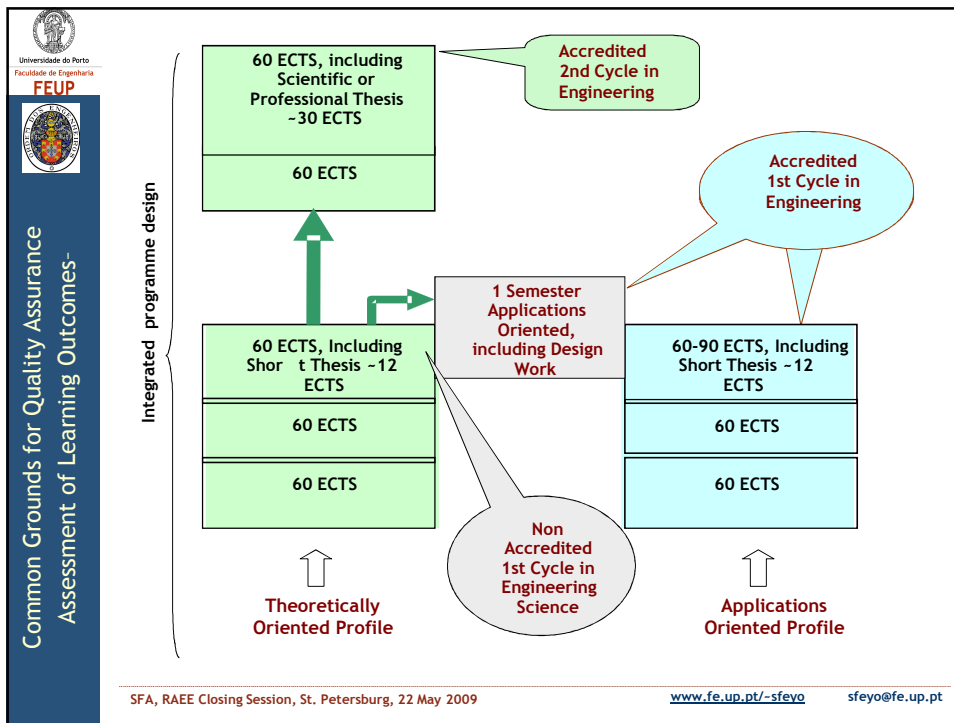 Universidade do Porto
Faculdade de Engenharia
FEUP
ORDEM DOS ENGENHEIROS
Common Grounds for Quality Assurance
Assessment of Learning Outcomes-
Integrated programme design
60 ECTS, including
Scientific or
Professional Thesis
~30 ECTS
60 ECTS
Accredited
2nd Cycle in
Engineering
Accredited
1st Cycle in
Engineering
1 Semester
Applications
Oriented,
including Design
Work
60 ECTS, Including
Shor t Thesis ~12
ECTS
60 ECTS
60 ECTS
60-90 ECTS, Including
Short Thesis ~12
ECTS
60 ECTS
60 ECTS
Non
Accredited
1st Cycle in
Engineering
Science
Theoretically
Oriented Profile
Applications
Oriented Profile
SFA, RAEE Closing Session, St. Petersburg, 22 May 2009
www.fe.up.pt/~sfeyo
sfeyo@fe.up.pt